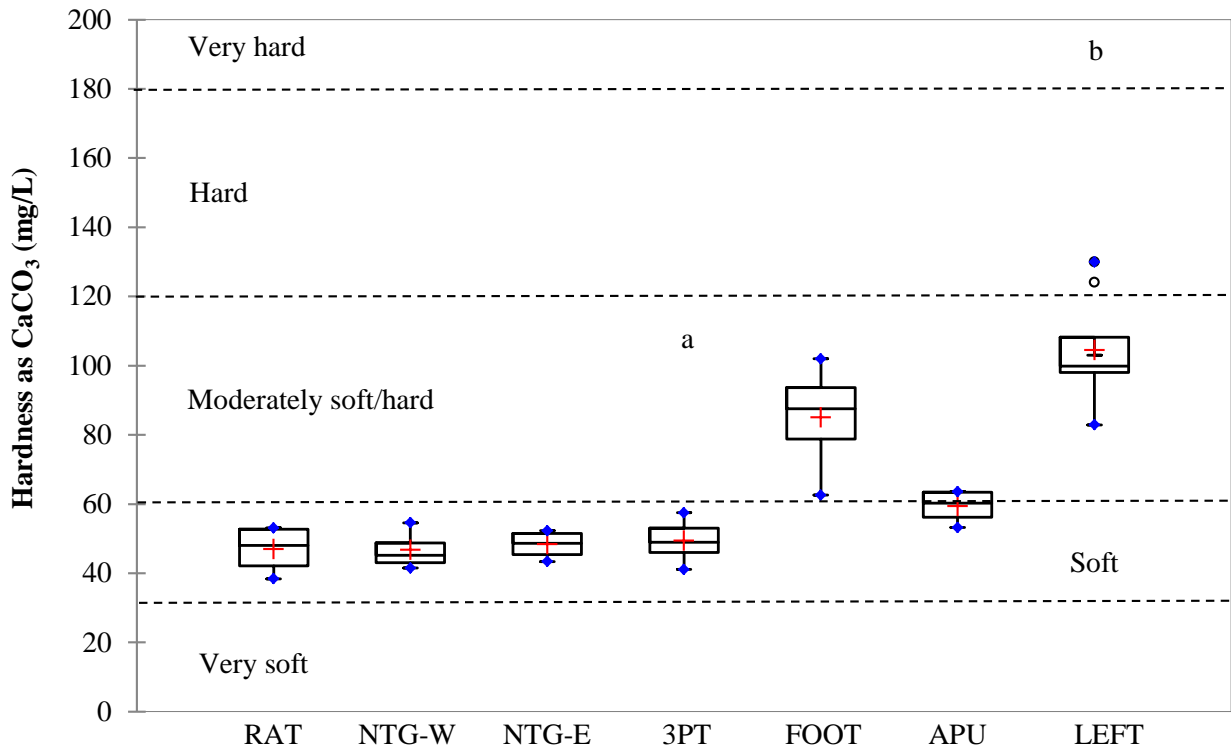 Hardness as CaCO₃ (mg/L)
200
180
160
140
120
100
80
60
40
20
0
Very hard
b
Hard
a
Moderately soft/hard
Soft
Very soft
RAT NTG-W NTG-E 3PT FOOT APU LEFT